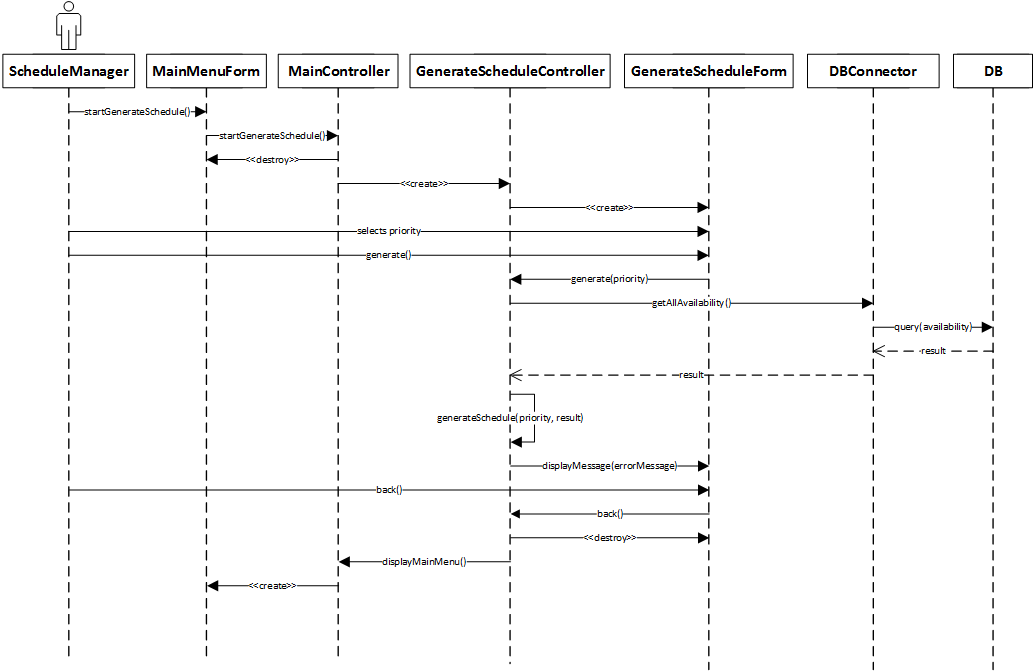 ScheduleManager
MainMenuForm
MainController
GenerateScheduleController
GenerateScheduleForm
DBConnector
DB
startGenerateSchedule()
startGenerateSchedule()
<<destroy>>
<<create>>
<<create>>
selects priority
generate()
generate(priority)
getAllAvailability()
query(availability)
result
result
generateSchedule(priority, result)
displayMessage(errorMessage)
back()
back()
<<destroy>>
displayMainMenu()
<<create>>